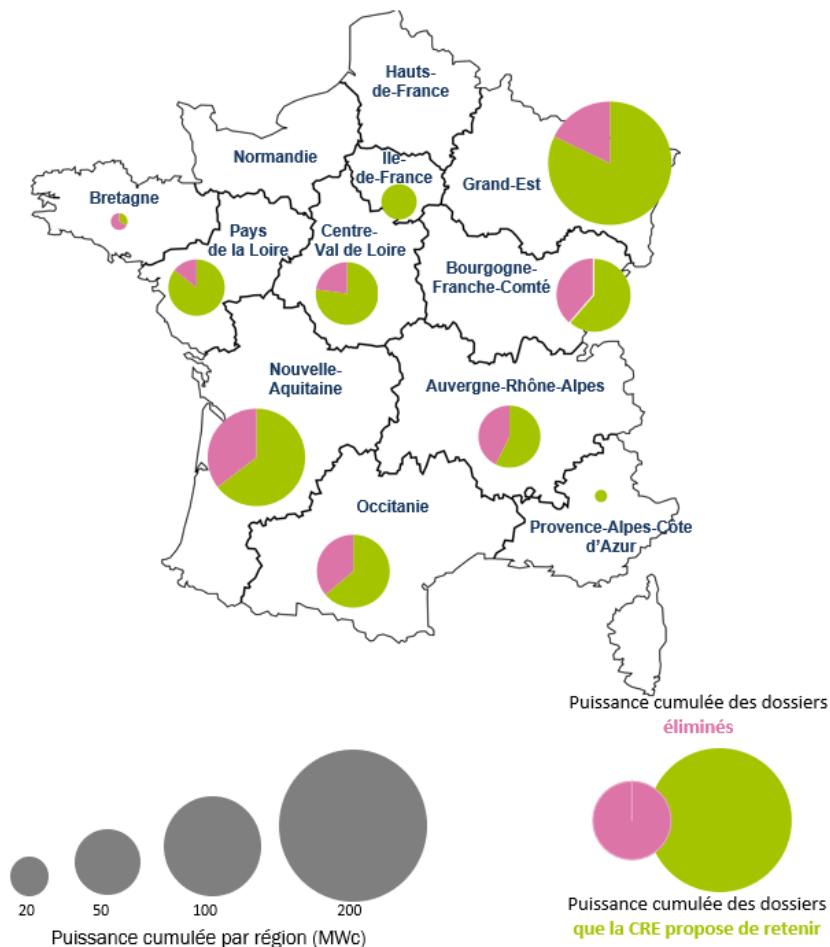 Hauts-
de-France
Normandie
Ile-
de-France
Grand-Est
Bretagne
Pays
de la Loire
Centre-
Val de Loire
Bourgogne-
Franche-Comté
Nouvelle-
Aquitaine
Auvergne-Rhône-Alpes
Occitanie
Provence-Alpes-Côte
d'Azur
Puissance cumulée des dossiers
éliminés
20
50
100
200
Puissance cumulée par région (MWc)
Puissance cumulée des dossiers
que la CRE propose de retenir